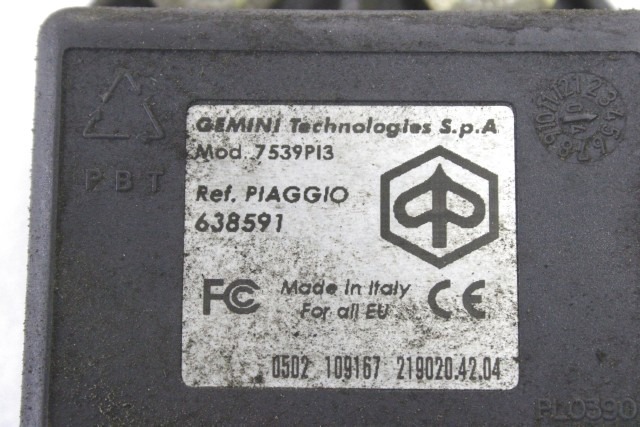 GEMINI Technologies S.p.A
Mod. 7539PI3
Ref. PIAGGIO
638591
PBT
FC
Made in Italy
For all EU
CE
0502 109167 219020.42.04
PL0390